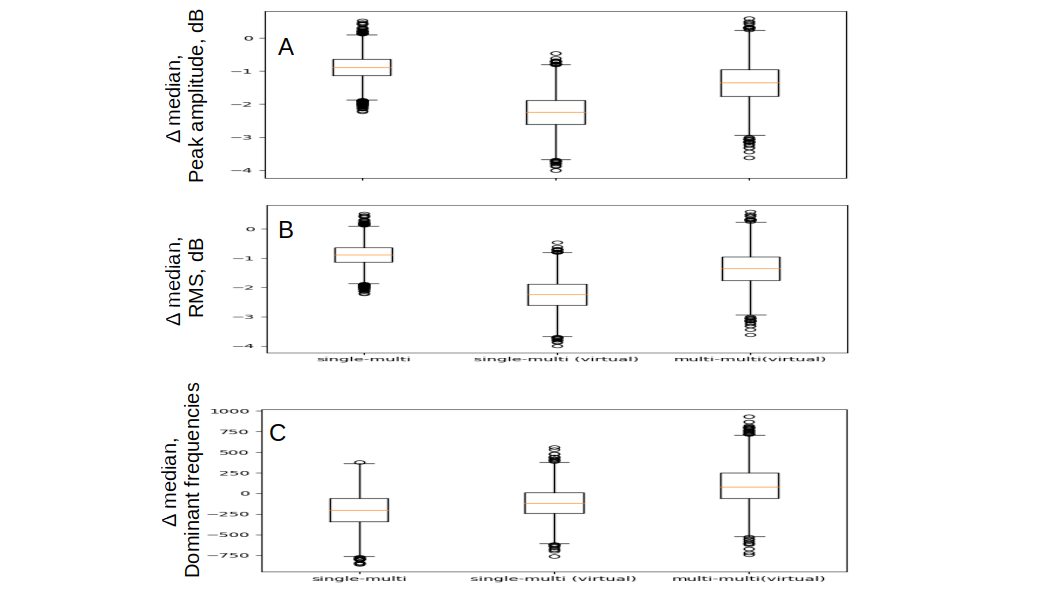 Δ median,
Peak amplitude, dB
A
0
−1
−2
−3
−4
Δ median,
RMS, dB
B
0
−1
−2
−3
−4
single-multi single-multi (virtual) multi-multi(virtual)
Δ median,
Dominant frequencies
C
1000
750
500
250
0
−250
−500
−750
single-multi single-multi (virtual) multi-multi(virtual)